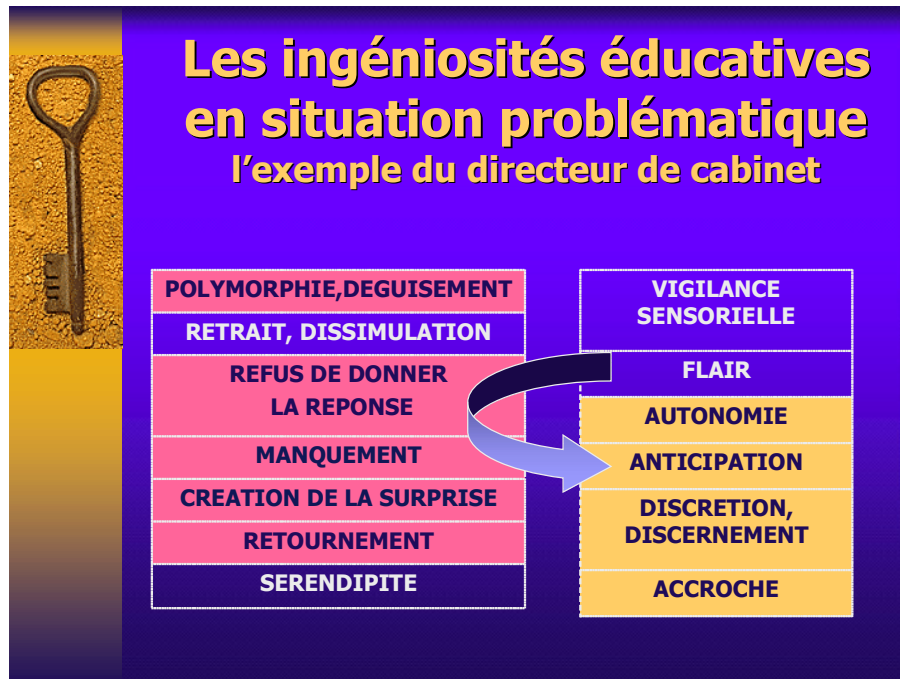 Les ingéniosités éducatives
en situation problématique
l’exemple du directeur de cabinet
POLYMORPHIE,DEGUISEMENT
RETRAIT, DISSIMULATION
REFUS DE DONNER
LA REPONSE
MANQUEMENT
CREATION DE LA SURPRISE
RETOURNEMENT
SERENDIPITE
VIGILANCE
SENSORIELLE
FLAIR
AUTONOMIE
ANTICIPATION
DISCRETION,
DISCERNEMENT
ACCROCHE